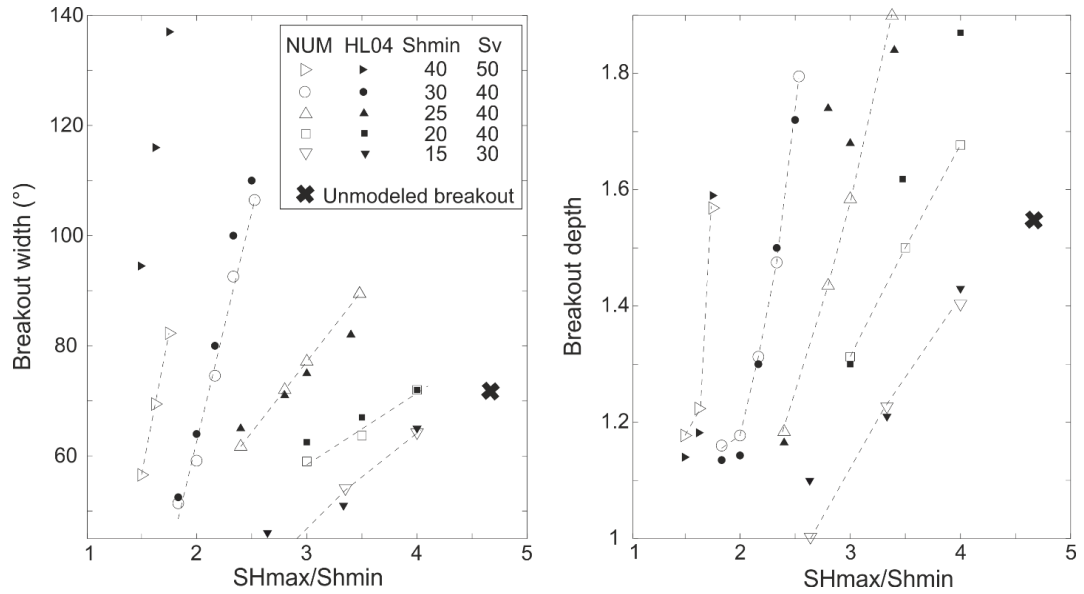 140
120
100
80
60
Breakout width (°)
NUM HL04 Shmin Sv
40 50
30 40
25 40
20 40
15 30
Unmodeled breakout
1 2 3 4 5
SHmax/Shmin
1.8
1.6
1.4
1.2
1
Breakout depth
1 2 3 4 5
SHmax/Shmin